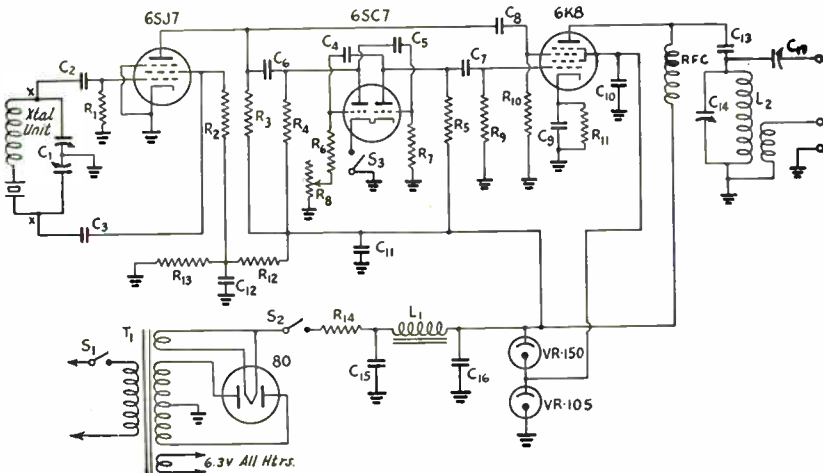 6SJ7
6SC7
6K8
C8
C13
C19
C2
C4
C5
C6
C7
RFC
X
Xtal Unit
R1
C10
C14
L2
C1
R2
R3
R4
R6
R5
R9
R10
C9
R11
S3
R7
R8
X
C3
C11
R13
C12
R12
S2
R14
L1
T1
S1
80
C15
C16
VR-150
VR-105
6.3v All Htrs.